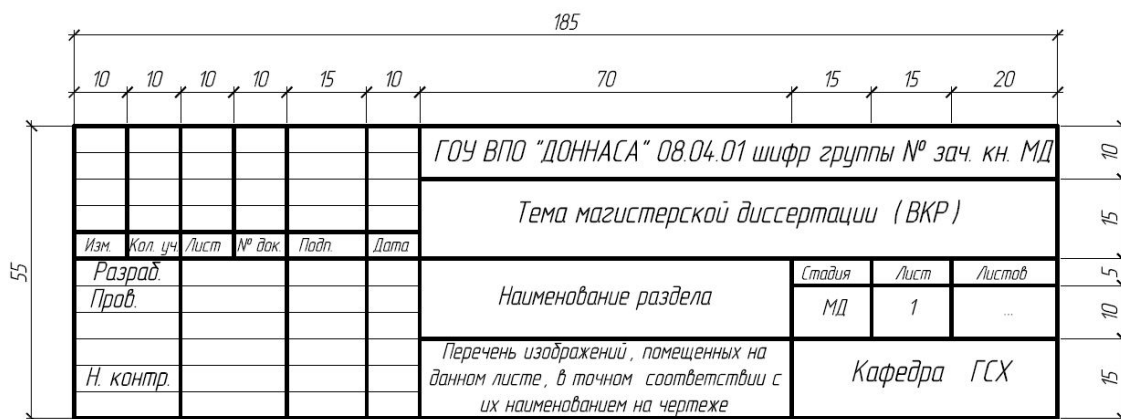 185
10 10 10 10 15 10 70 15 15 20
ГОУ ВПО "ДОННАСА" 08.04.01 шифр группы № зач. кн. МД
10
Тема магистерской диссертации (ВКР)
15
Изм. Кол. уч. Лист № док. Подп. Дата
55
Разраб.
Пров.
Н. контр.
Наименование раздела
Стадия Лист Листов
5
МД 1 ...
10
Перечень изображений, помещенных на
данном листе, в точном соответствии с
их наименованием на чертеже
Кафедра ГСХ
15